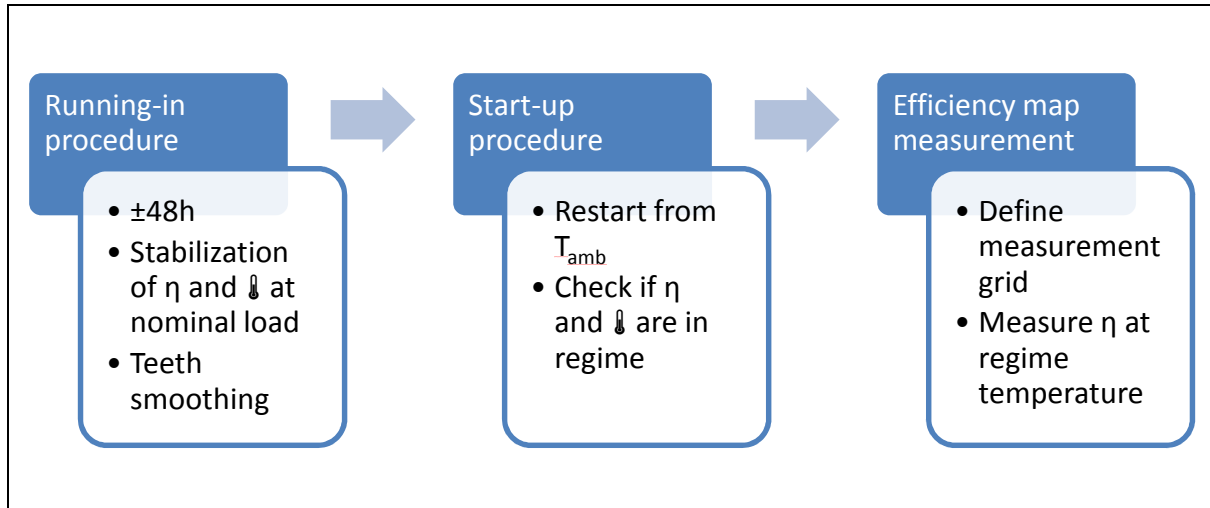 Running-in
procedure
• ±48h
• Stabilization
of η and 🌡 at
nominal load
• Teeth
smoothing
Start-up
procedure
• Restart from
Tamb
• Check if η
and 🌡 are in
regime
Efficiency map
measurement
• Define
measurement
grid
• Measure η at
regime
temperature